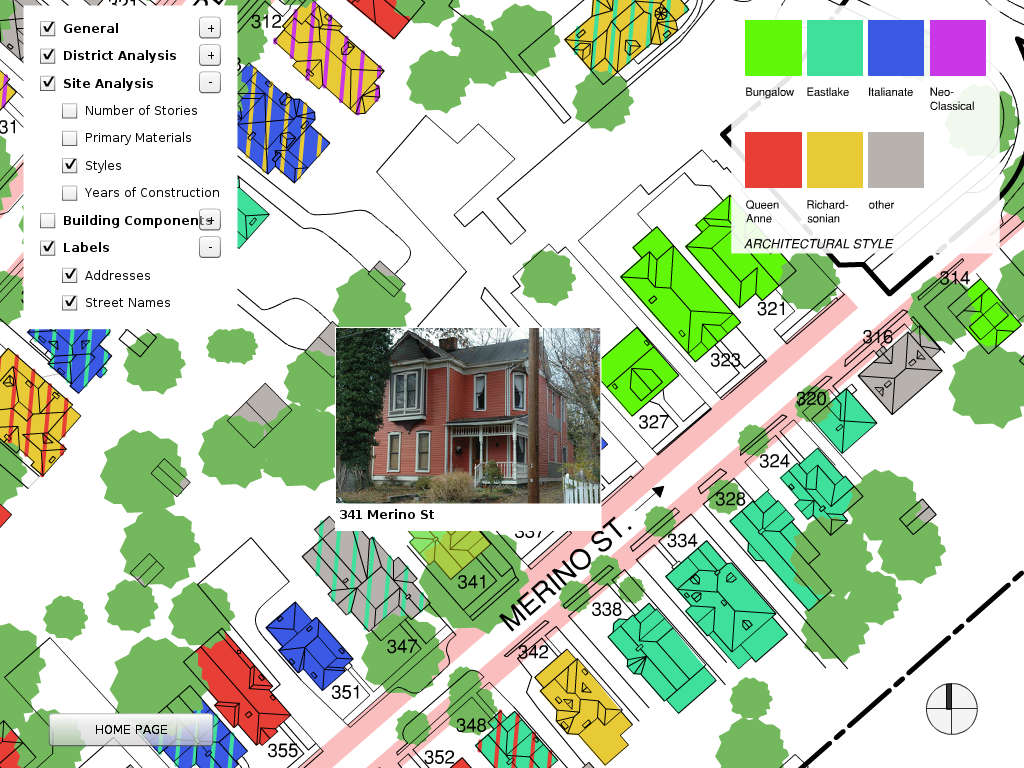 General
+
District Analysis
+
Site Analysis
-
Number of Stories
Primary Materials
Styles
Years of Construction
Building Components
+
Labels
-
Addresses
Street Names
312
31
Bungalow
Eastlake
Italianate
Neo-
Classical
Queen
Anne
Richard-
sonian
other
ARCHITECTURAL STYLE
314
321
316
323
320
327
324
328
341 Merino St
337
334
MERINO ST.
341
338
347
342
351
348
355
352
HOME PAGE